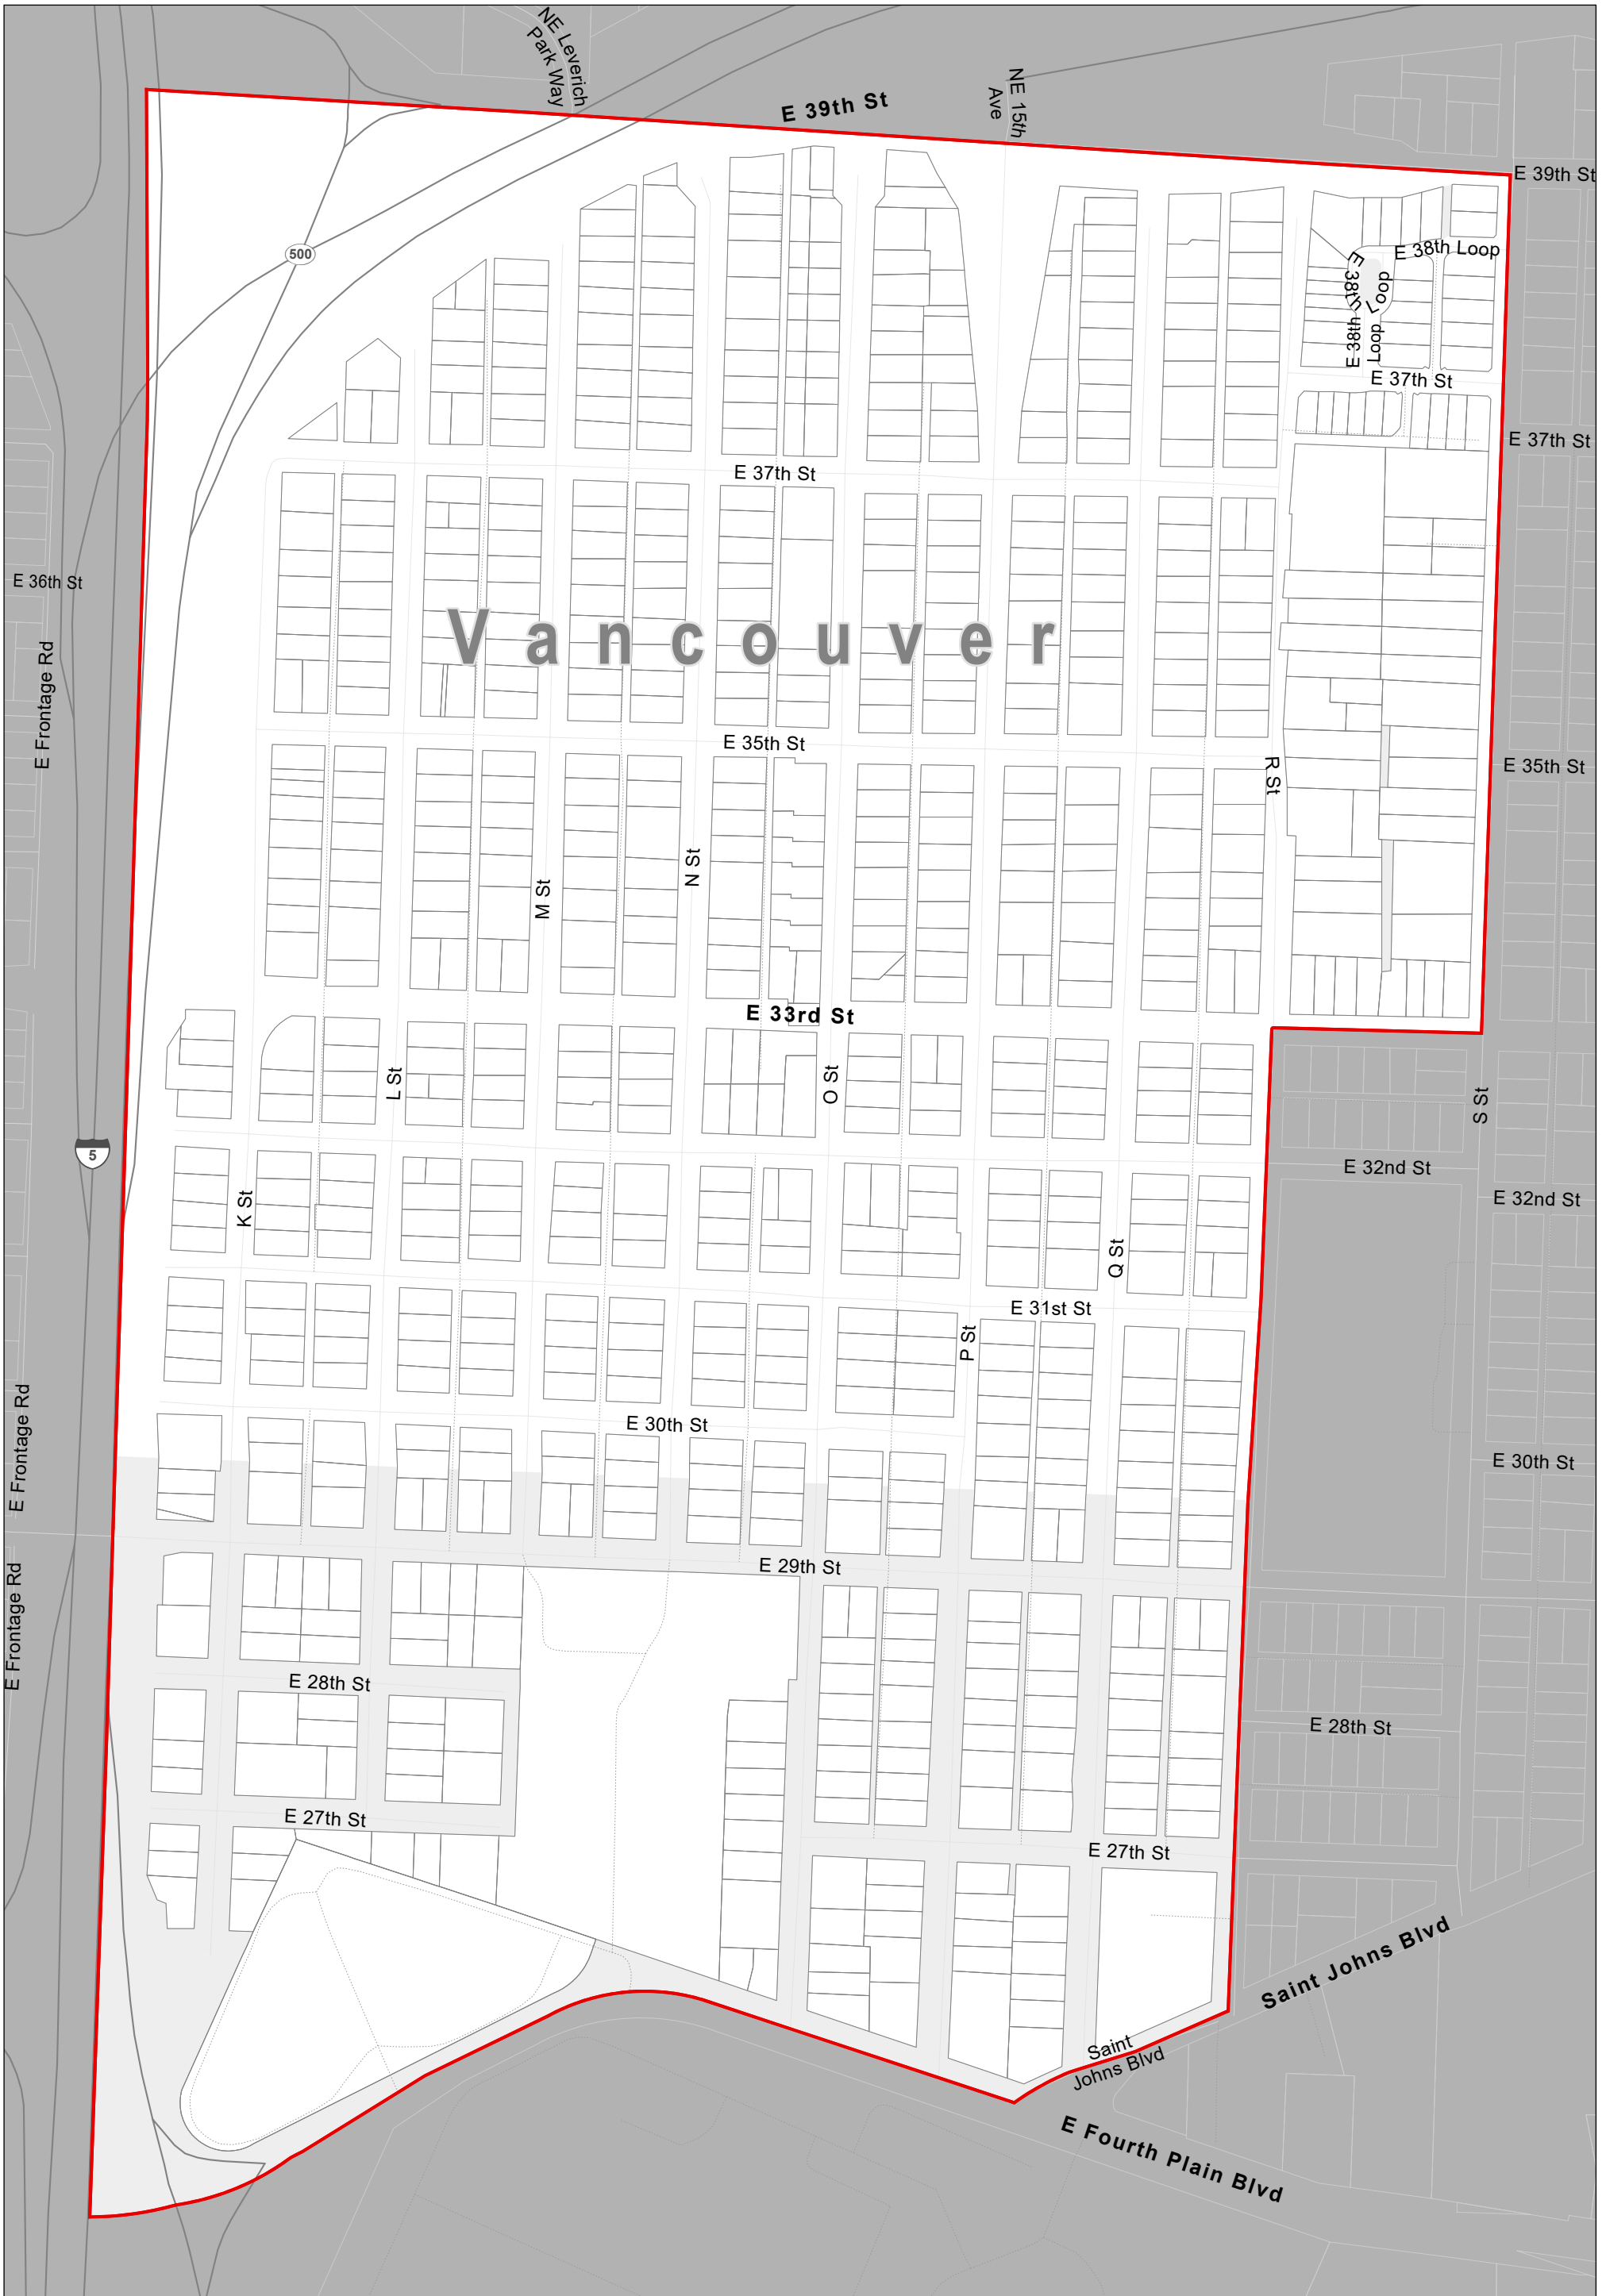 NE Leverich
Park Way
E 39th St
NE 15th
Ave
E 39th St
500
E 38th Loop
E 38th Loop
E 38th
Loop
E 37th St
E 37th St
E 37th St
E 36th St
Vancouver
E Frontage Rd
E 35th St
R St
E 35th St
N St
M St
E 33rd St
L St
O St
S St
5
E 32nd St
K St
E 32nd St
Q St
E 31st St
P St
E 30th St
E Frontage Rd
E 30th St
E 29th St
E Frontage Rd
E 28th St
E 28th St
E 27th St
E 27th St
Saint Johns Blvd
Saint
Johns Blvd
E Fourth Plain Blvd